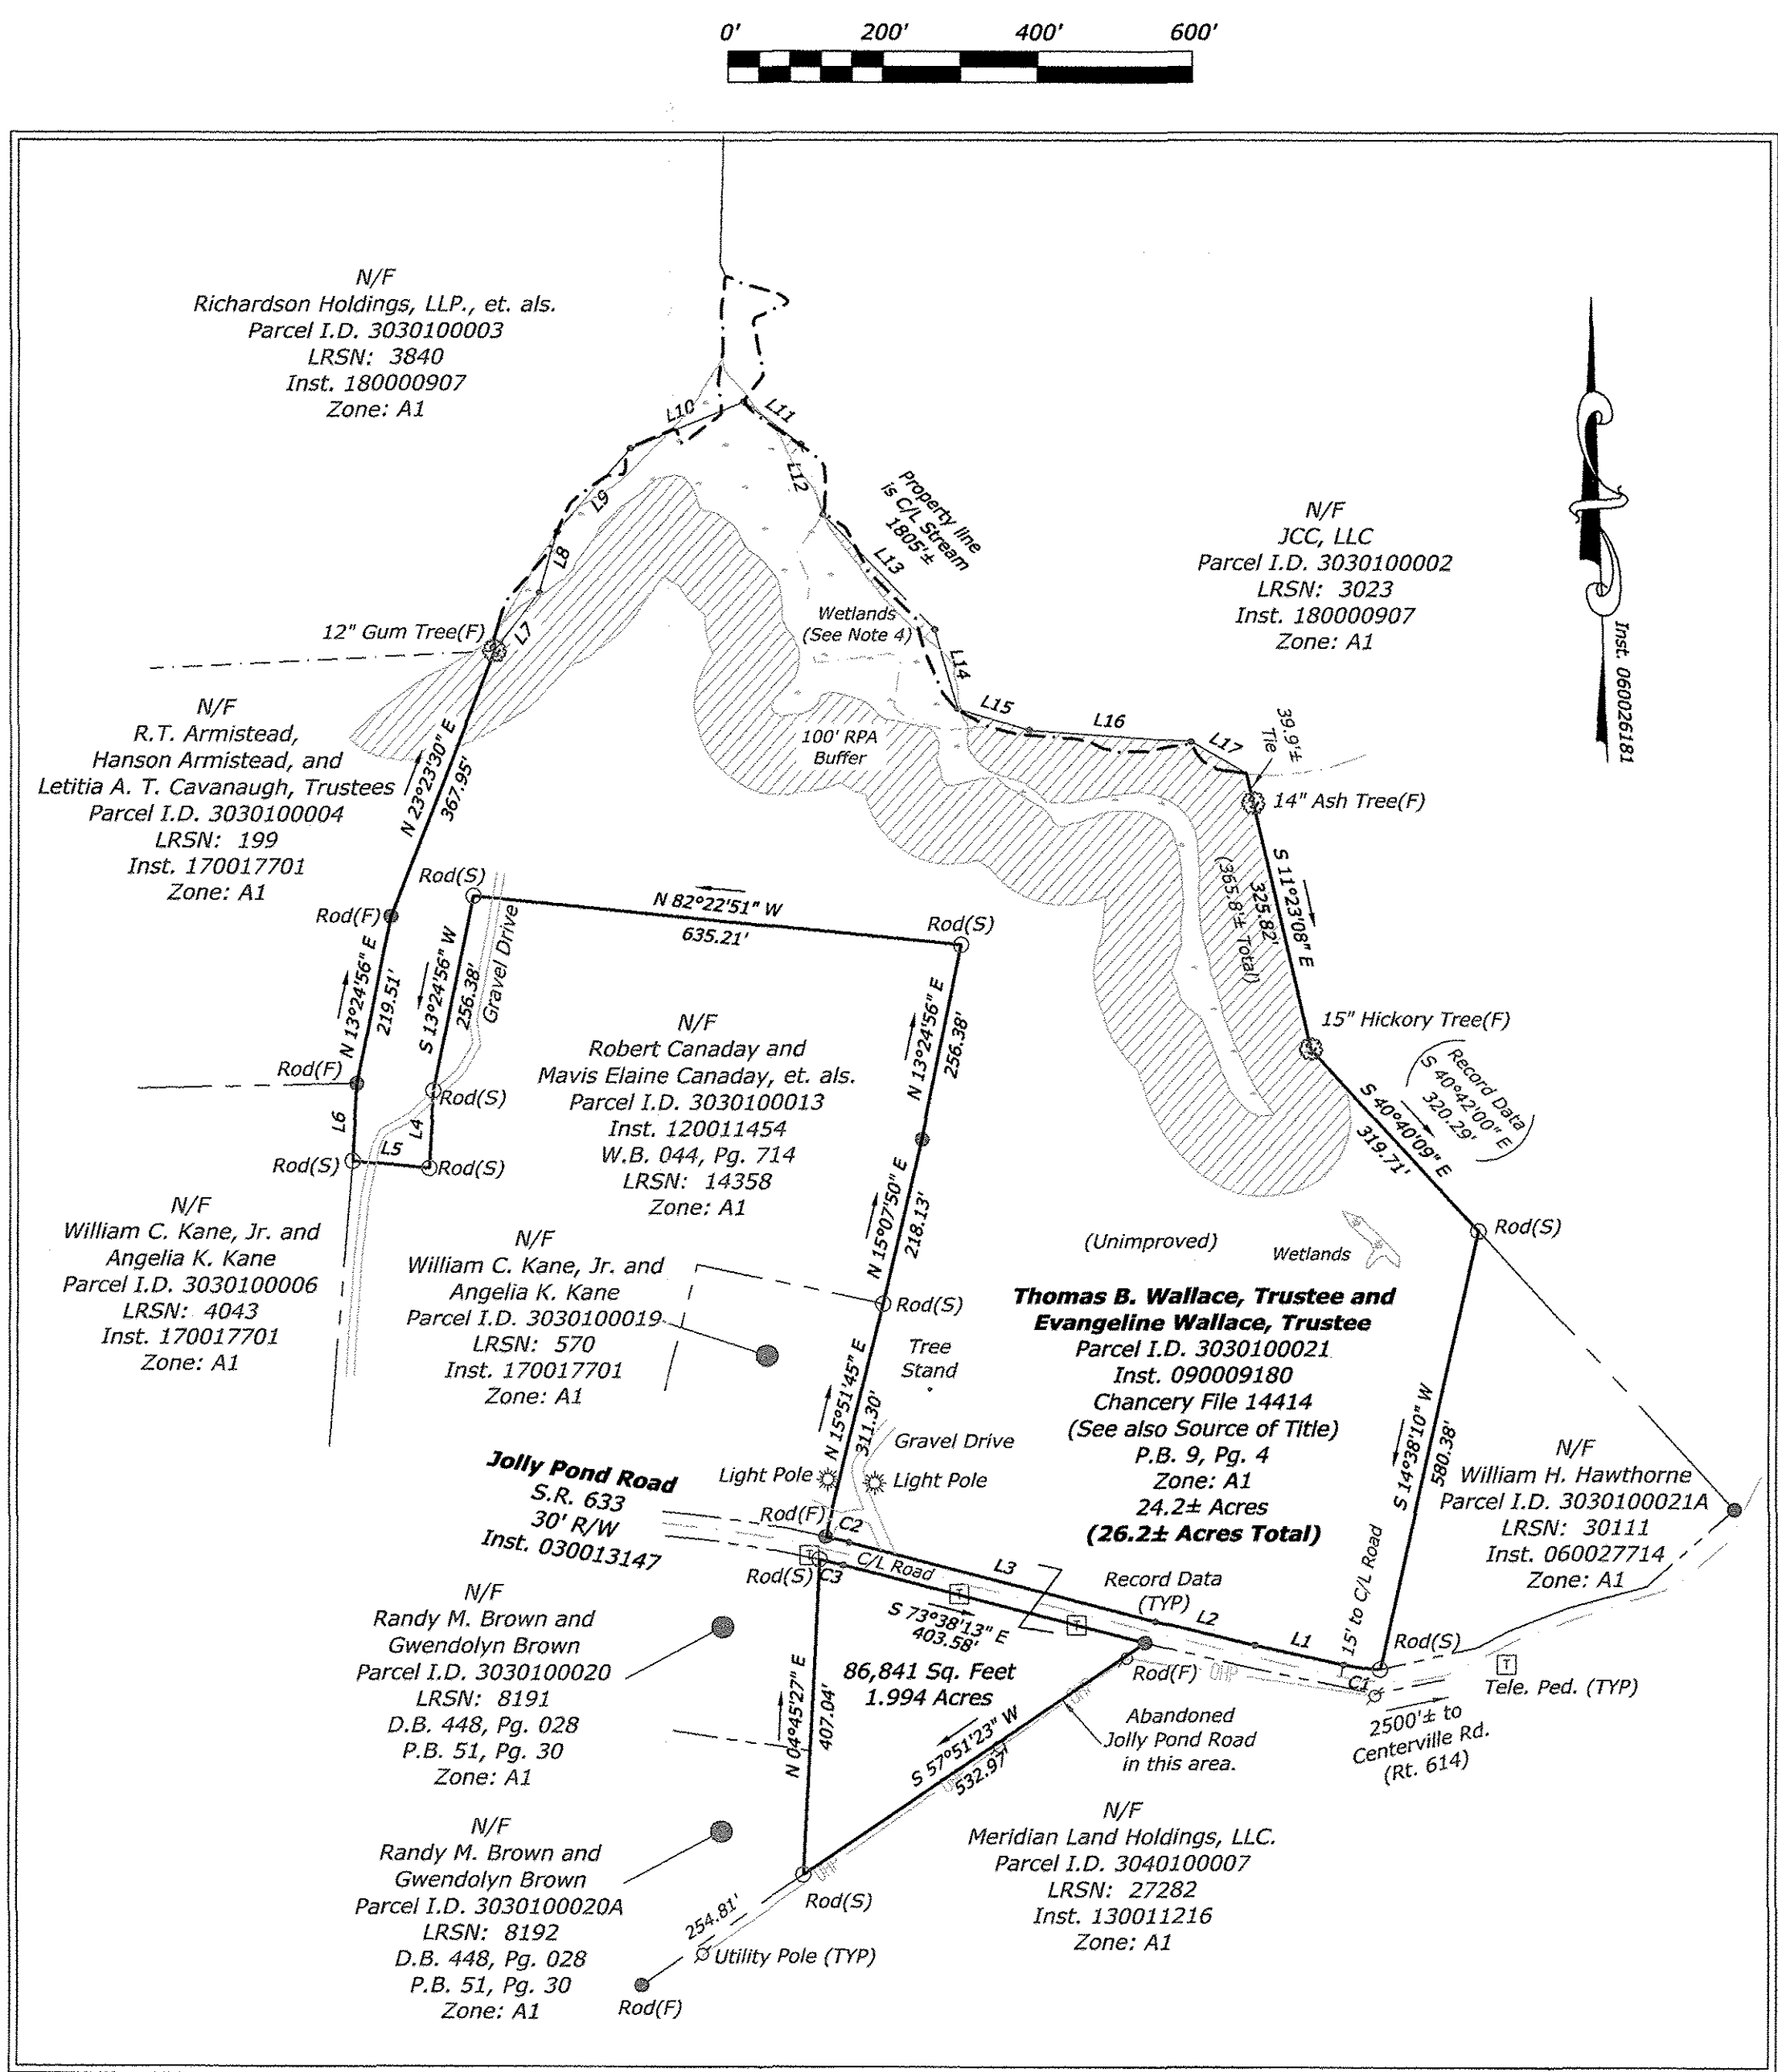 0' 200' 400' 600'
N/F
Richardson Holdings, LLP., et. als.
Parcel I.D. 3030100003
LRSN: 3840
Inst. 180000907
Zone: A1
L10
L11
L12
L9
L8
L7
L13
Property line
is C/L Stream
1805'±
N/F
JCC, LLC
Parcel I.D. 3030100002
LRSN: 3023
Inst. 180000907
Zone: A1
Inst. 060026181
12" Gum Tree(F)
Wetlands
(See Note 4)
L14
L15
L16
L17
39.9'±
Tie
100' RPA
Buffer
14" Ash Tree(F)
N/F
R.T. Armistead,
Hanson Armistead, and
Letitia A. T. Cavanaugh, Trustees
Parcel I.D. 3030100004
LRSN: 199
Inst. 170017701
Zone: A1
N 23°23'30" E
367.95'
S 11°23'08" E
325.82'
(365.8'± Total)
Rod(S)
Rod(F)
N 82°22'51" W
635.21'
Rod(S)
N 13°24'56" E
219.51'
S 13°24'56" W
256.38'
Gravel Drive
N 13°24'56" E
256.38'
15" Hickory Tree(F)
Record Data
S 40°42'00" E
320.29'
S 40°40'09" E
319.71'
Rod(F)
Rod(S)
L6
L4
L5
Rod(S)
Rod(S)
N/F
Robert Canaday and
Mavis Elaine Canaday, et. als.
Parcel I.D. 3030100013
Inst. 120011454
W.B. 044, Pg. 714
LRSN: 14358
Zone: A1
N 15°07'50" E
218.13'
N/F
William C. Kane, Jr. and
Angelia K. Kane
Parcel I.D. 3030100006
LRSN: 4043
Inst. 170017701
Zone: A1
N/F
William C. Kane, Jr. and
Angelia K. Kane
Parcel I.D. 3030100019
LRSN: 570
Inst. 170017701
Zone: A1
(Unimproved)
Wetlands
Rod(S)
Rod(S)
Tree
Stand
Thomas B. Wallace, Trustee and
Evangeline Wallace, Trustee
Parcel I.D. 3030100021
Inst. 090009180
Chancery File 14414
(See also Source of Title)
P.B. 9, Pg. 4
Zone: A1
24.2± Acres
(26.2± Acres Total)
N 15°51'45" E
311.30'
S 14°38'10" W
580.38'
Gravel Drive
Light Pole
Light Pole
Jolly Pond Road
S.R. 633
30' R/W
Inst. 030013147
Rod(F)
C2
N/F
William H. Hawthorne
Parcel I.D. 3030100021A
LRSN: 30111
Inst. 060027714
Zone: A1
T
Rod(S)
C3
C/L Road
L3
Record Data
(TYP)
L2
L1
15' to C/L Road
Rod(S)
C1
T
T
T
Tele. Ped. (TYP)
S 73°38'13" E
403.58'
Rod(F)
OHP
2500'± to
Centerville Rd.
(Rt. 614)
N/F
Randy M. Brown and
Gwendolyn Brown
Parcel I.D. 3030100020
LRSN: 8191
D.B. 448, Pg. 028
P.B. 51, Pg. 30
Zone: A1
86,841 Sq. Feet
1.994 Acres
N 04°45'27" E
407.04'
OHP
Abandoned
Jolly Pond Road
in this area.
S 57°51'23" W
532.97'
OHP
N/F
Randy M. Brown and
Gwendolyn Brown
Parcel I.D. 3030100020A
LRSN: 8192
D.B. 448, Pg. 028
P.B. 51, Pg. 30
Zone: A1
N/F
Meridian Land Holdings, LLC.
Parcel I.D. 3040100007
LRSN: 27282
Inst. 130011216
Zone: A1
OHP
Rod(S)
254.81'
Utility Pole (TYP)
Rod(F)